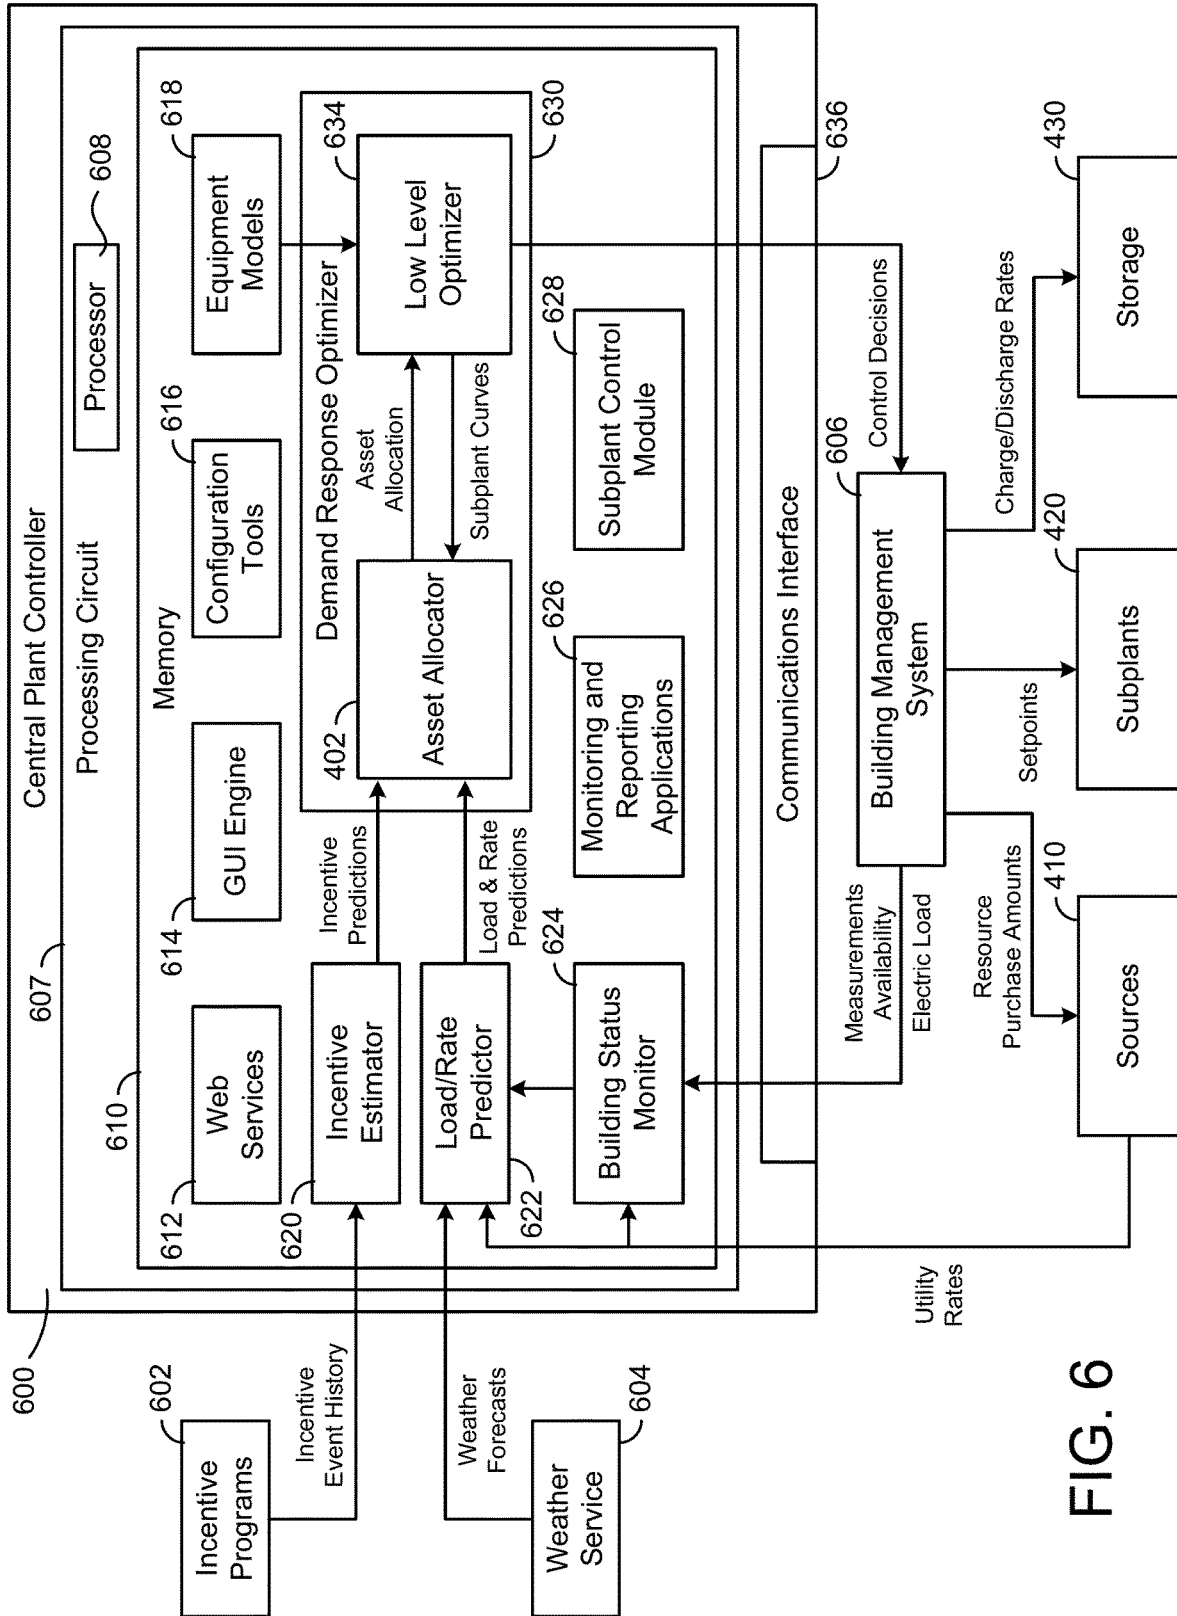 Central Plant Controller
600
607
Processing Circuit
Processor
608
610
Memory
612
Web
Services
614
GUI Engine
616
Configuration
Tools
618
Equipment
Models
602
Incentive
Programs
Incentive
Event History
620
Incentive
Estimator
Incentive
Predictions
Demand Response Optimizer
630
402
Asset Allocator
Asset
Allocation
Subplant Curves
634
Low Level
Optimizer
604
Weather
Service
Weather
Forecasts
622
Load/Rate
Predictor
Load & Rate
Predictions
624
Building Status
Monitor
626
Monitoring and
Reporting
Applications
628
Subplant Control
Module
Communications Interface
636
Utility
Rates
Measurements
Availability
Electric Load
606
Building Management
System
Control Decisions
Resource
Purchase Amounts
Setpoints
Charge/Discharge Rates
410
Sources
420
Subplants
430
Storage
FIG. 6